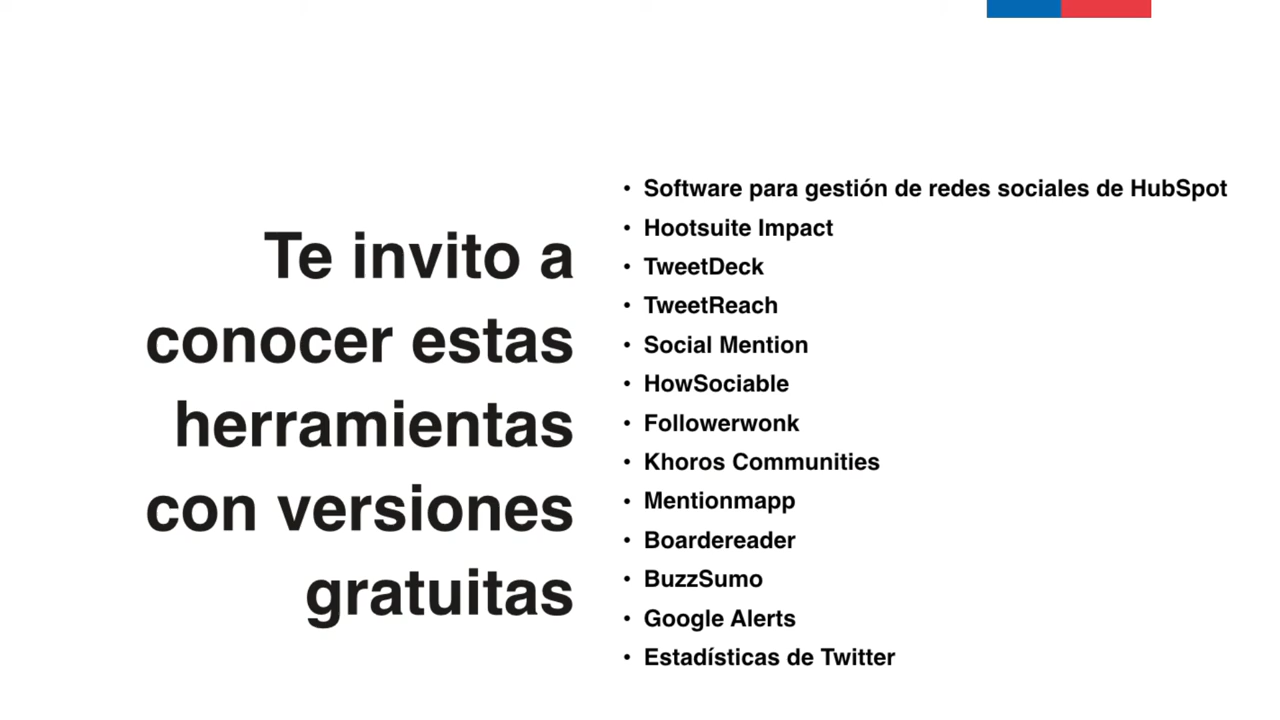 Te invito a
conocer estas
herramientas
con versiones
gratuitas
• Software para gestión de redes sociales de HubSpot
• Hootsuite Impact
• TweetDeck
• TweetReach
• Social Mention
• HowSociable
• Followerwonk
• Khoros Communities
• Mentionmapp
• Boardereader
• BuzzSumo
• Google Alerts
• Estadísticas de Twitter